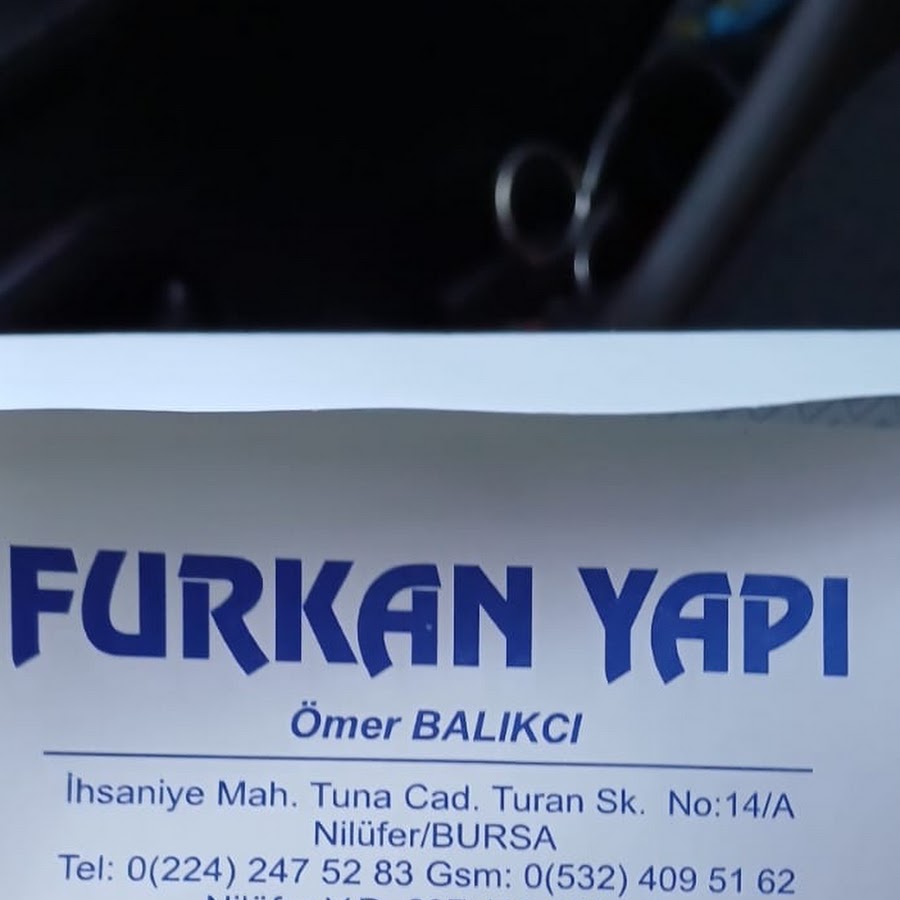 FURKAN YAPI
Ömer BALIKCI
İhsaniye Mah. Tuna Cad. Turan Sk. No:14/A
Nilüfer/BURSA
Tel: 0(224) 247 52 83 Gsm: 0(532) 409 51 62